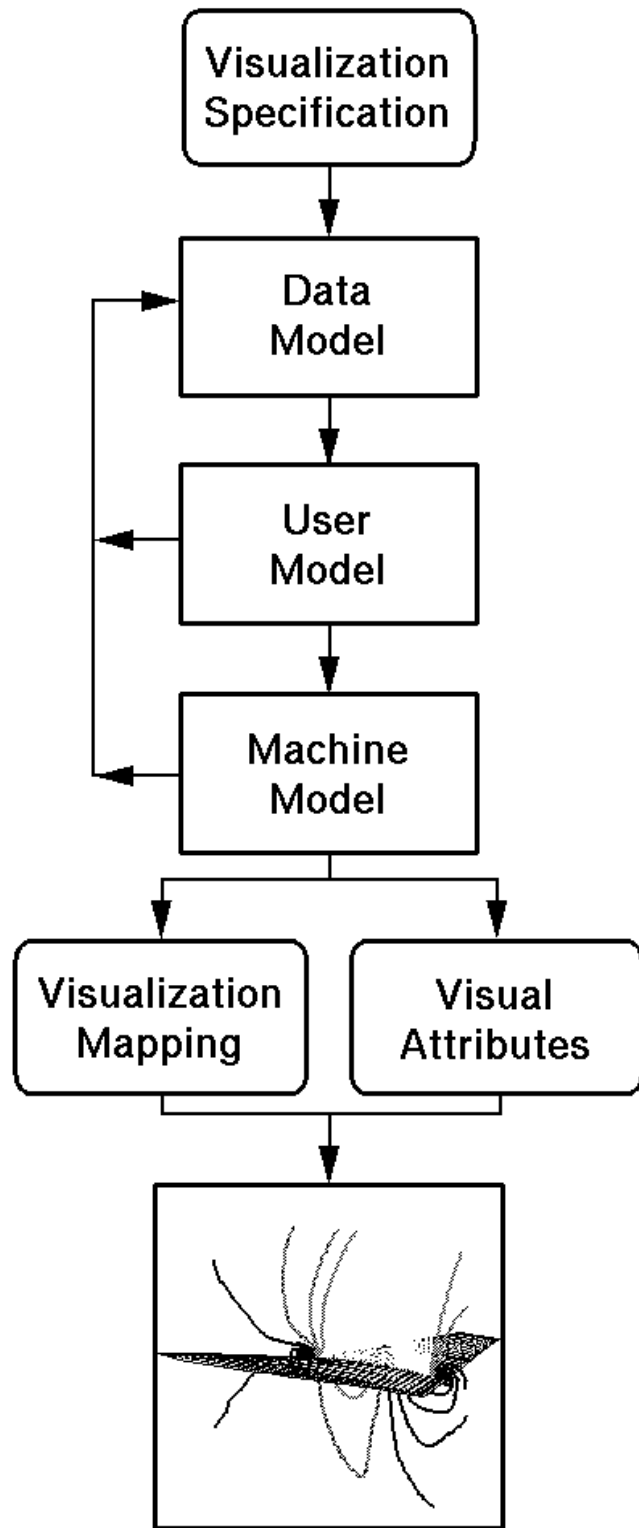 Visualization
Specification
Data
Model
User
Model
Machine
Model
Visualization
Mapping
Visual
Attributes